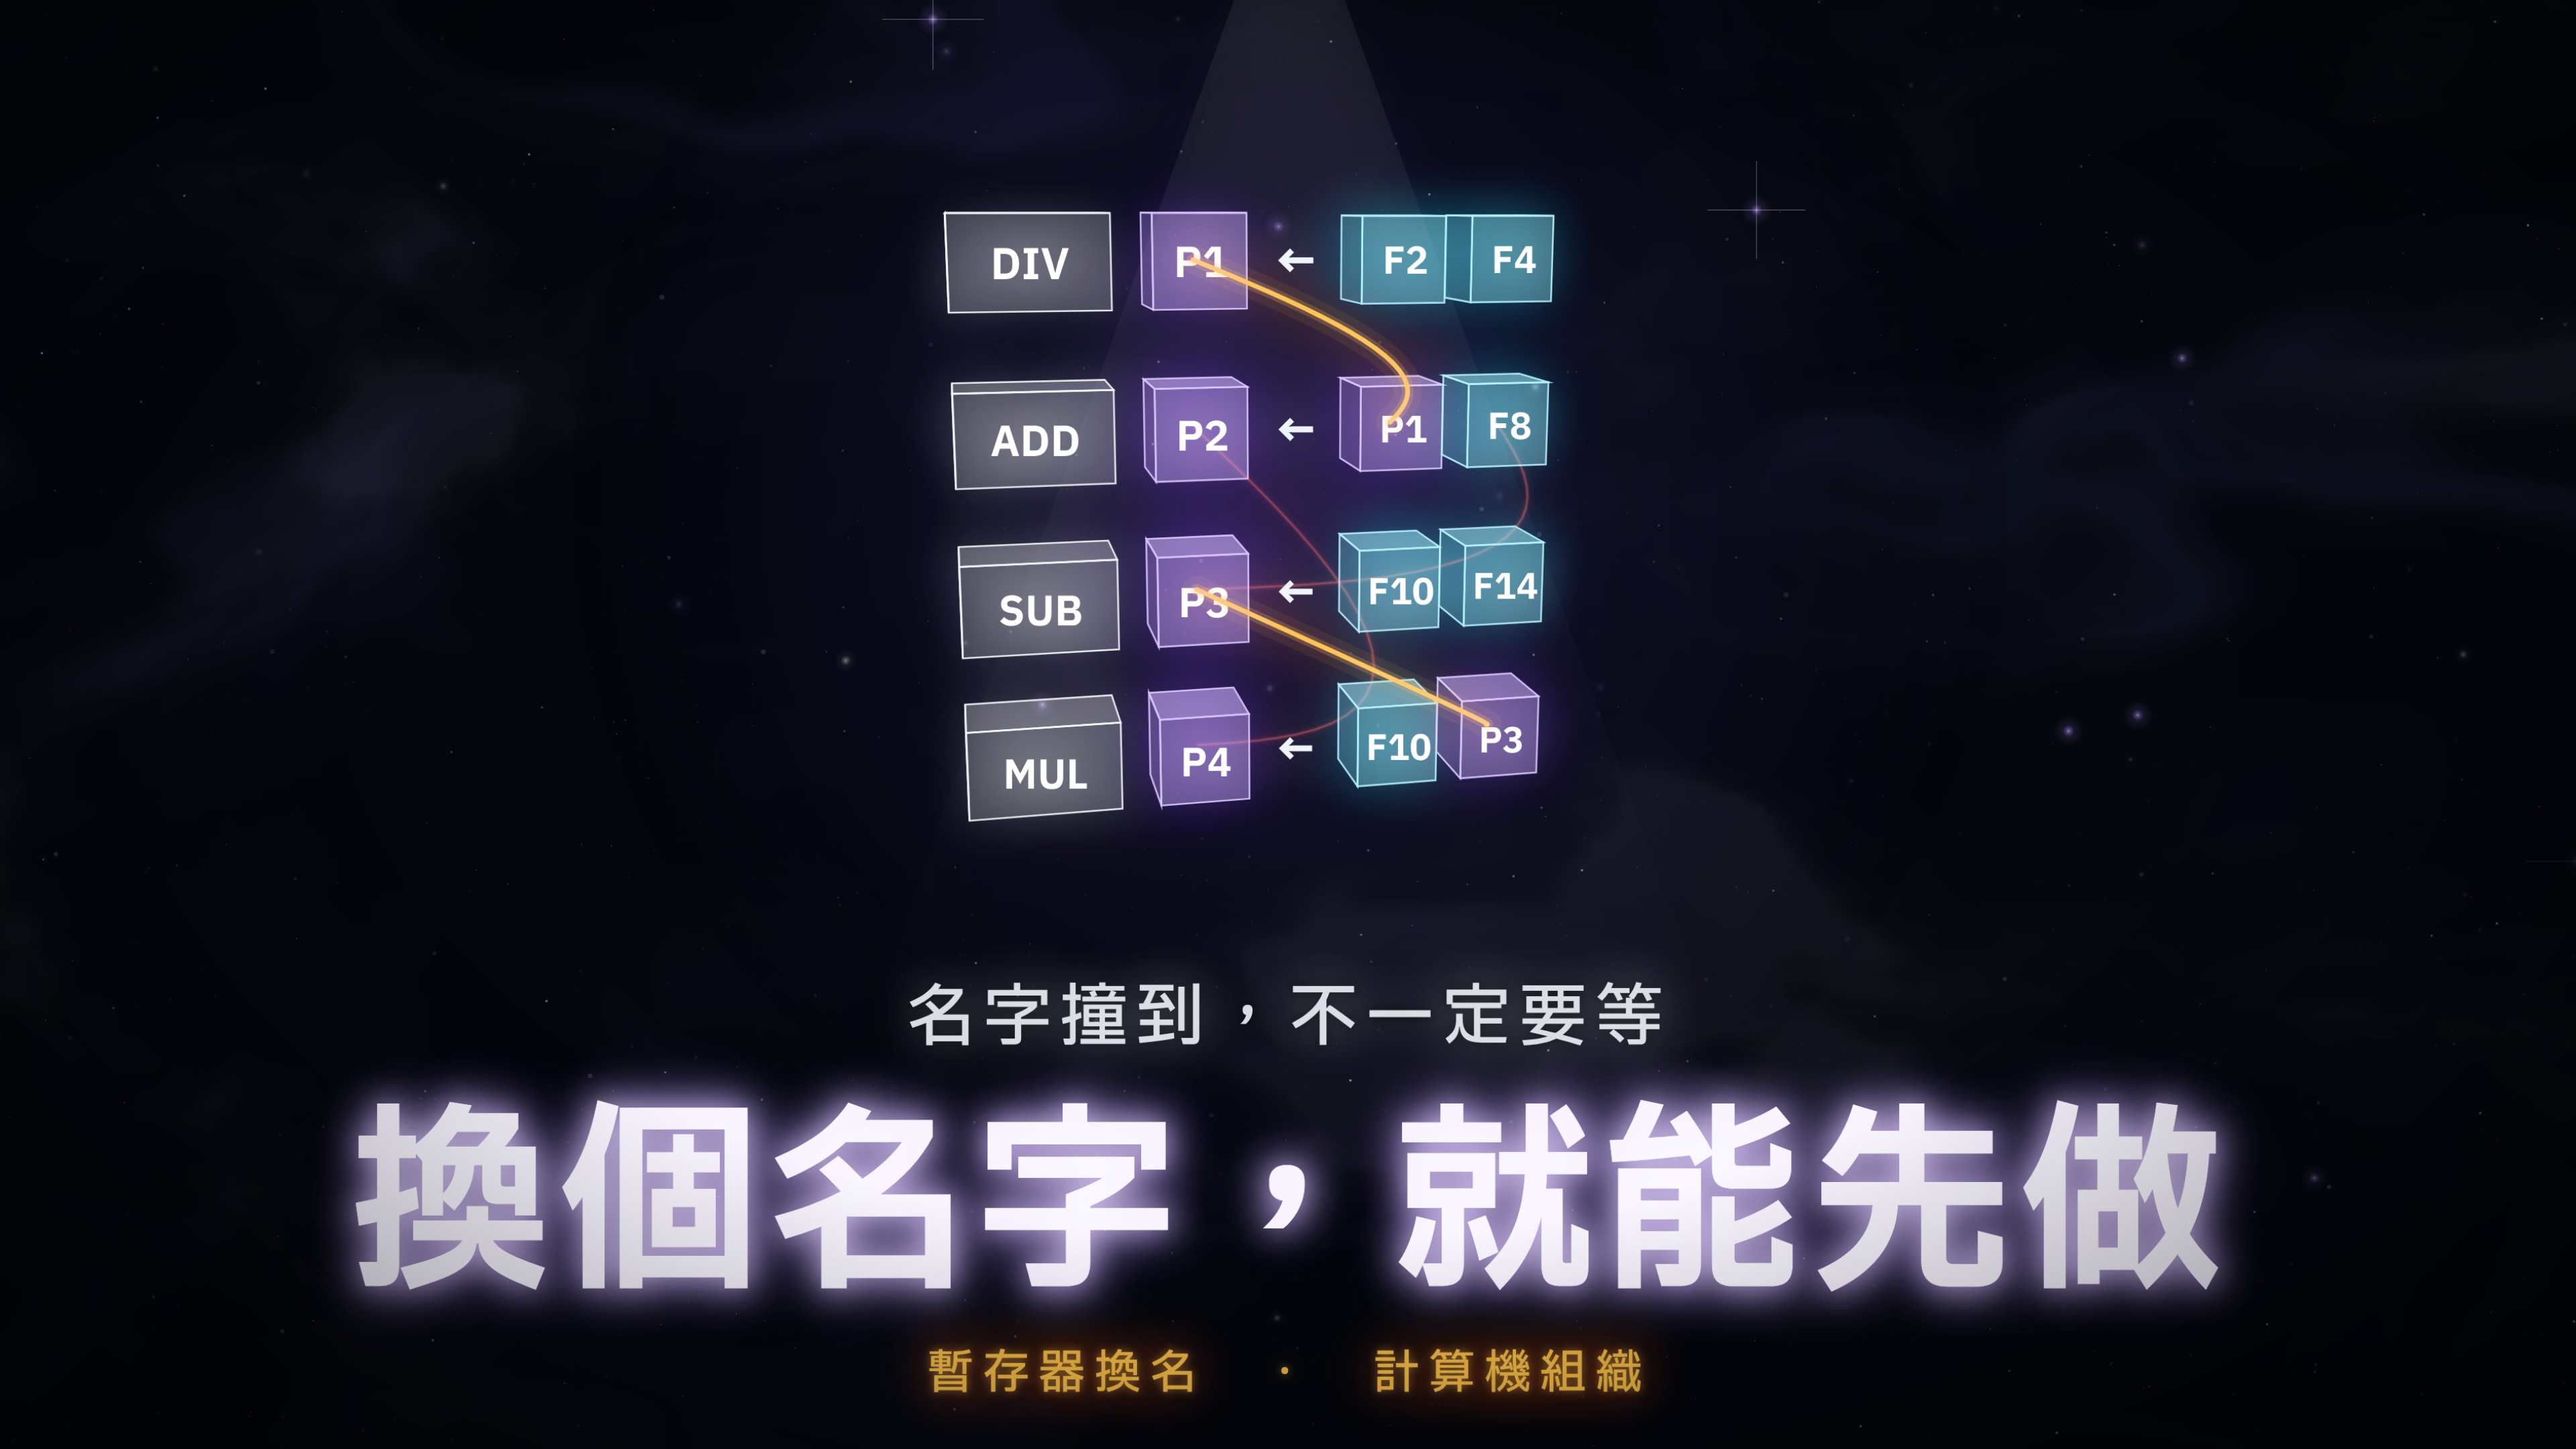 DIV P1 ← F2 F4
ADD P2 ← P1 F8
SUB P3 ← F10 F14
MUL P4 ← F10 P3
名字撞到，不一定要等
換個名字，就能先做
暫存器換名 · 計算機組織